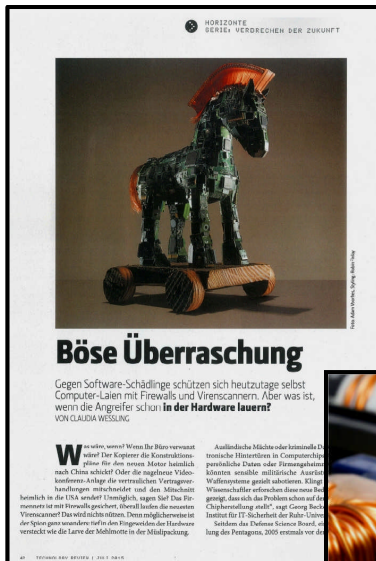 HORIZONTE
SERIE: VERBRECHEN DER ZUKUNFT
Böse Überraschung
Gegen Software-Schädlinge schützen sich heutzutage selbst
Computer-Laien mit Firewalls und Virenscannern. Aber was ist,
wenn die Angreifer schon in der Hardware lauern?
VON CLAUDIA WESSLING
Was wäre, wenn? Wenn Ihr Büro verwanzt
wäre? Der Kopierer die Konstruktions-
pläne für den neuen Motor heimlich
nach China schickt? Oder die nagelneue Video-
konferenz-Anlage die vertraulichen Vertragsver-
handlungen mitschneidet und den Mitschnitt
heimlich in die USA sendet? Unmöglich, sagen Sie? Das Fir-
mennetz ist mit Firewalls gesichert, überall laufen die neuesten
Virenscanner? Das wird nichts nützen. Denn möglicherweise ist
der Spion ganz woanders: tief in den Eingeweiden der Hardware
versteckt wie die Larve der Mehlmotte in der Müslipackung.
Ausländische Mächte oder kriminelle
tronische Hintertüren in Computerchips
persönliche Daten oder Firmengeheim
könnten sensible militärische Ausrüst
Waffensysteme gezielt sabotieren. Klingt
Wissenschaftler erforschen diese neue
gezeigt, dass sich das Problem schon auf der
Chipherstellung stellt", sagt Georg
Institut für IT-Sicherheit der Ruhr-Univer
Seitdem das Defense Science Board, ei
lung des Pentagons, 2005 erstmals vor
TECHNOLOGY REVIEW | JULI 2015